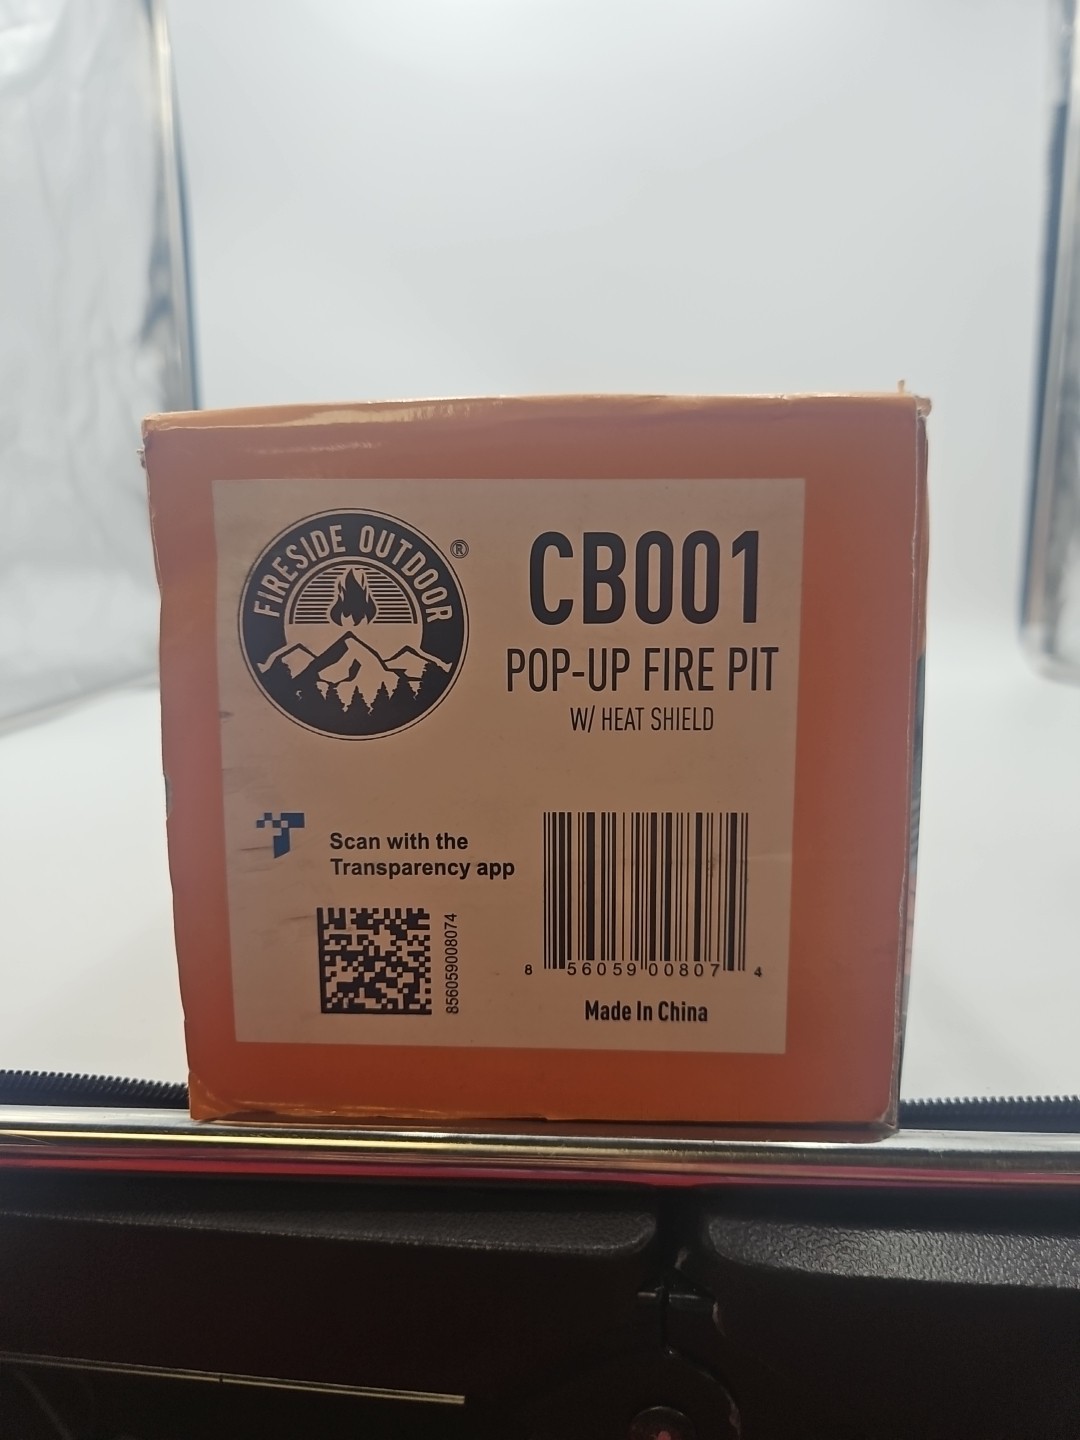 FIRESIDE OUTDOOR ®
CB001
POP-UP FIRE PIT
W/ HEAT SHIELD
Scan with the
Transparency app
856059008074
8 56059 00807 4
Made In China